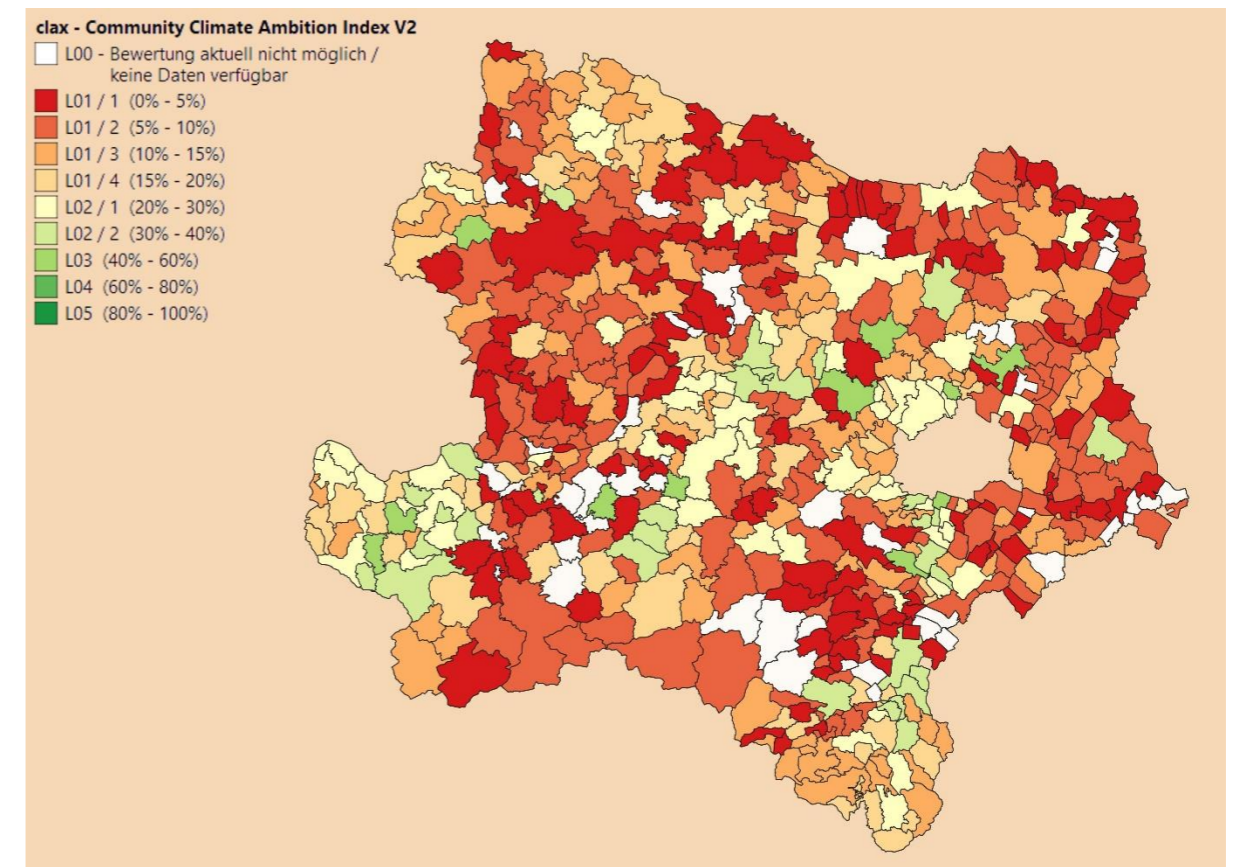 clax - Community Climate Ambition Index V2
L00 - Bewertung aktuell nicht möglich /
keine Daten verfügbar
L01 / 1 (0% - 5%)
L01 / 2 (5% - 10%)
L01 / 3 (10% - 15%)
L01 / 4 (15% - 20%)
L02 / 1 (20% - 30%)
L02 / 2 (30% - 40%)
L03 (40% - 60%)
L04 (60% - 80%)
L05 (80% - 100%)